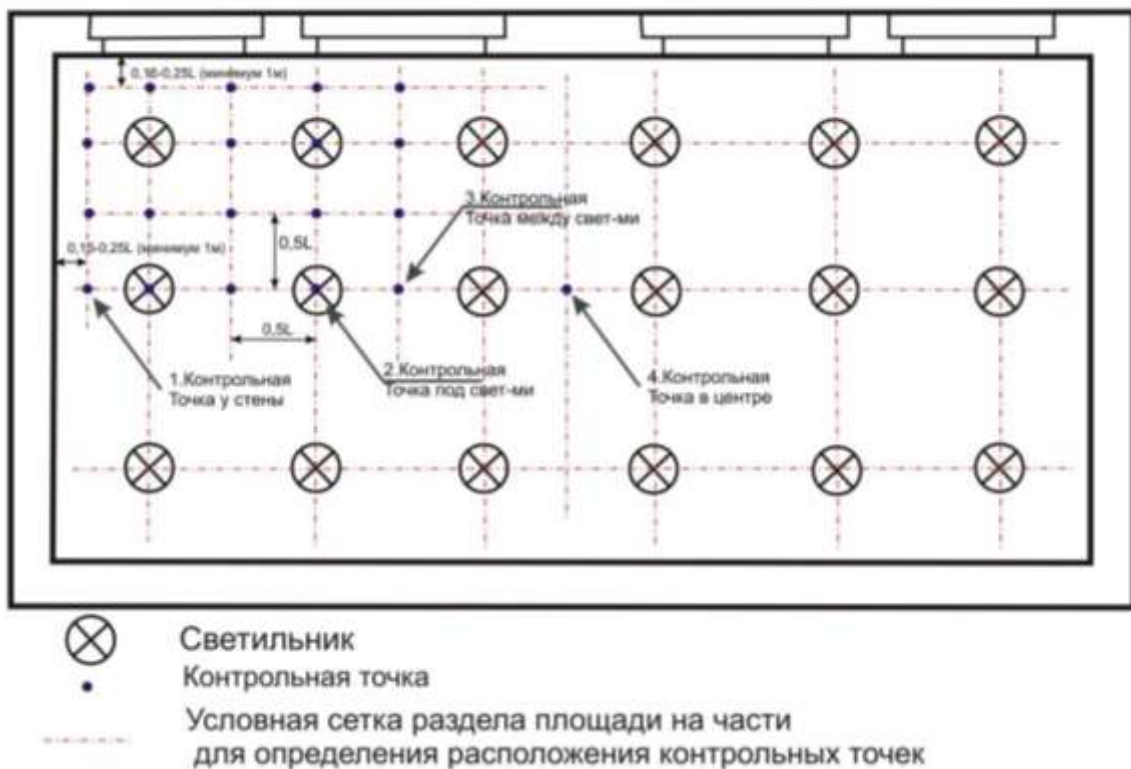 0,16-0,25L (минимум 1м)
3.Контрольная
Точка между свет-ми
0,15-0,25L (минимум 1м)
0,5L
0,5L
1.Контрольная
Точка у стены
2.Контрольная
Точка под свет-ми
4.Контрольная
Точка в центре
Светильник
Контрольная точка
Условная сетка раздела площади на части
для определения расположения контрольных точек